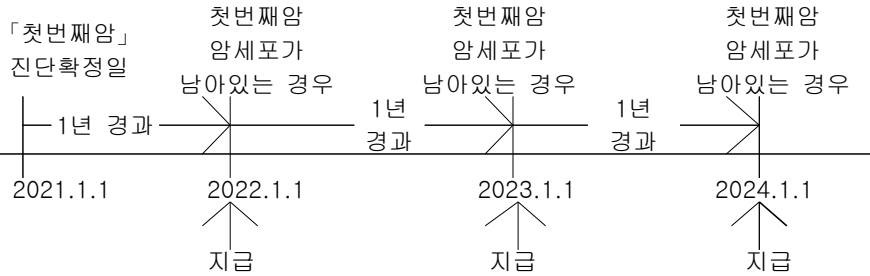 「첫번째암」
진단확정일
첫번째암
암세포가
남아있는 경우
첫번째암
암세포가
남아있는 경우
첫번째암
암세포가
남아있는 경우
1년 경과
1년
경과
1년
경과
2021.1.1
2022.1.1
2023.1.1
2024.1.1
지급
지급
지급